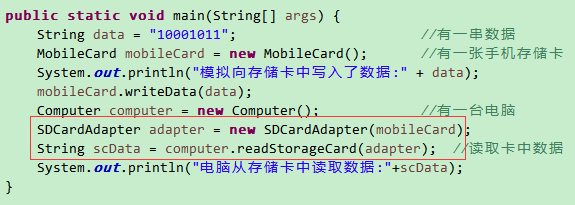 public static void main(String[] args) {
    String data = "10001011";                    //有一串数据
    MobileCard mobileCard = new MobileCard();    //有一张手机存储卡
    System.out.println("模拟向存储卡中写入了数据:" + data);
    mobileCard.writeData(data);
    Computer computer = new Computer();          //有一台电脑
    SDCardAdapter adapter = new SDCardAdapter(mobileCard);
    String scData = computer.readStorageCard(adapter);  //读取卡中数据
    System.out.println("电脑从存储卡中读取数据:"+scData);
}